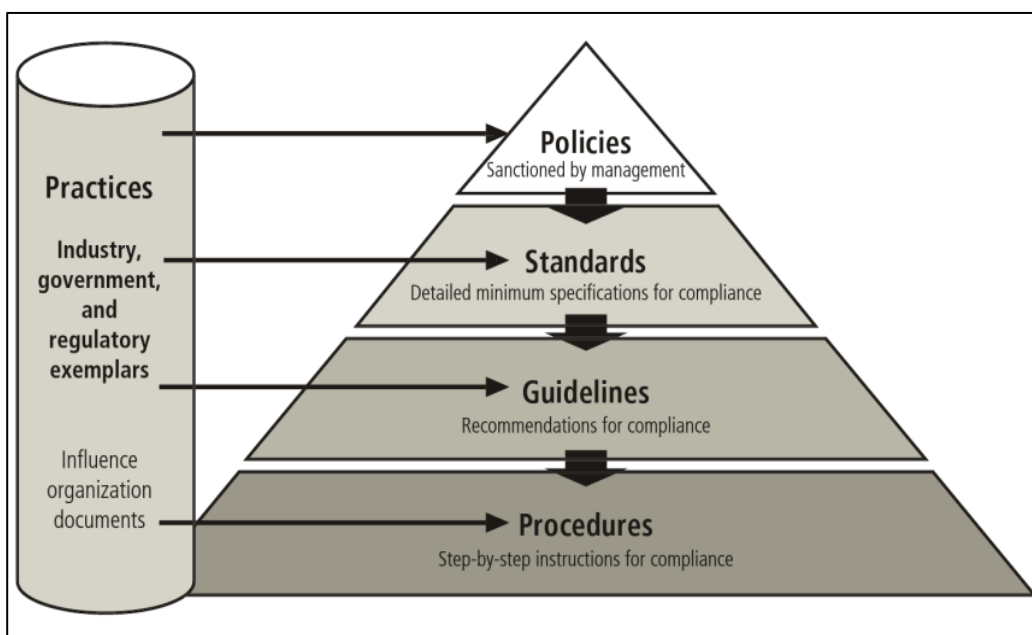 Practices
Industry,
government,
and
regulatory
exemplars
Influence
organization
documents
Policies
Sanctioned by management
Standards
Detailed minimum specifications for compliance
Guidelines
Recommendations for compliance
Procedures
Step-by-step instructions for compliance